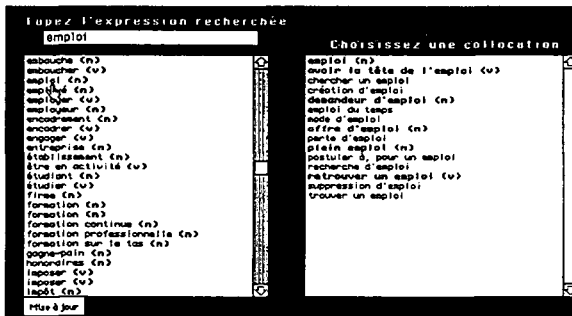 Tapez l'expression recherchée
emploi
Choisissez une collocation
embauche (n)
embaucher (v)
emploi (n)
employé (n)
employer (v)
employeur (n)
encadrement (n)
encadrer (v)
engager (v)
entreprise (n)
établissement (n)
être en activité (v)
étudiant (n)
étudier (v)
firme (n)
formation (n)
formation (n)
formation continue (n)
formation professionnelle (n)
formation sur le tas (n)
gagne-pain (n)
honoraires (n)
imposer (v)
imposer (v)
impôt (n)
Mise à jour
emploi (n)
avoir la tête de l'emploi (v)
chercher un emploi
création d'emploi
demandeur d'emploi (n)
emploi du temps
mode d'emploi
offre d'emploi (n)
perte d'emploi
plein emploi (n)
postuler à, pour un emploi
recherche d'emploi
retrouver un emploi (v)
suppression d'emploi
trouver un emploi